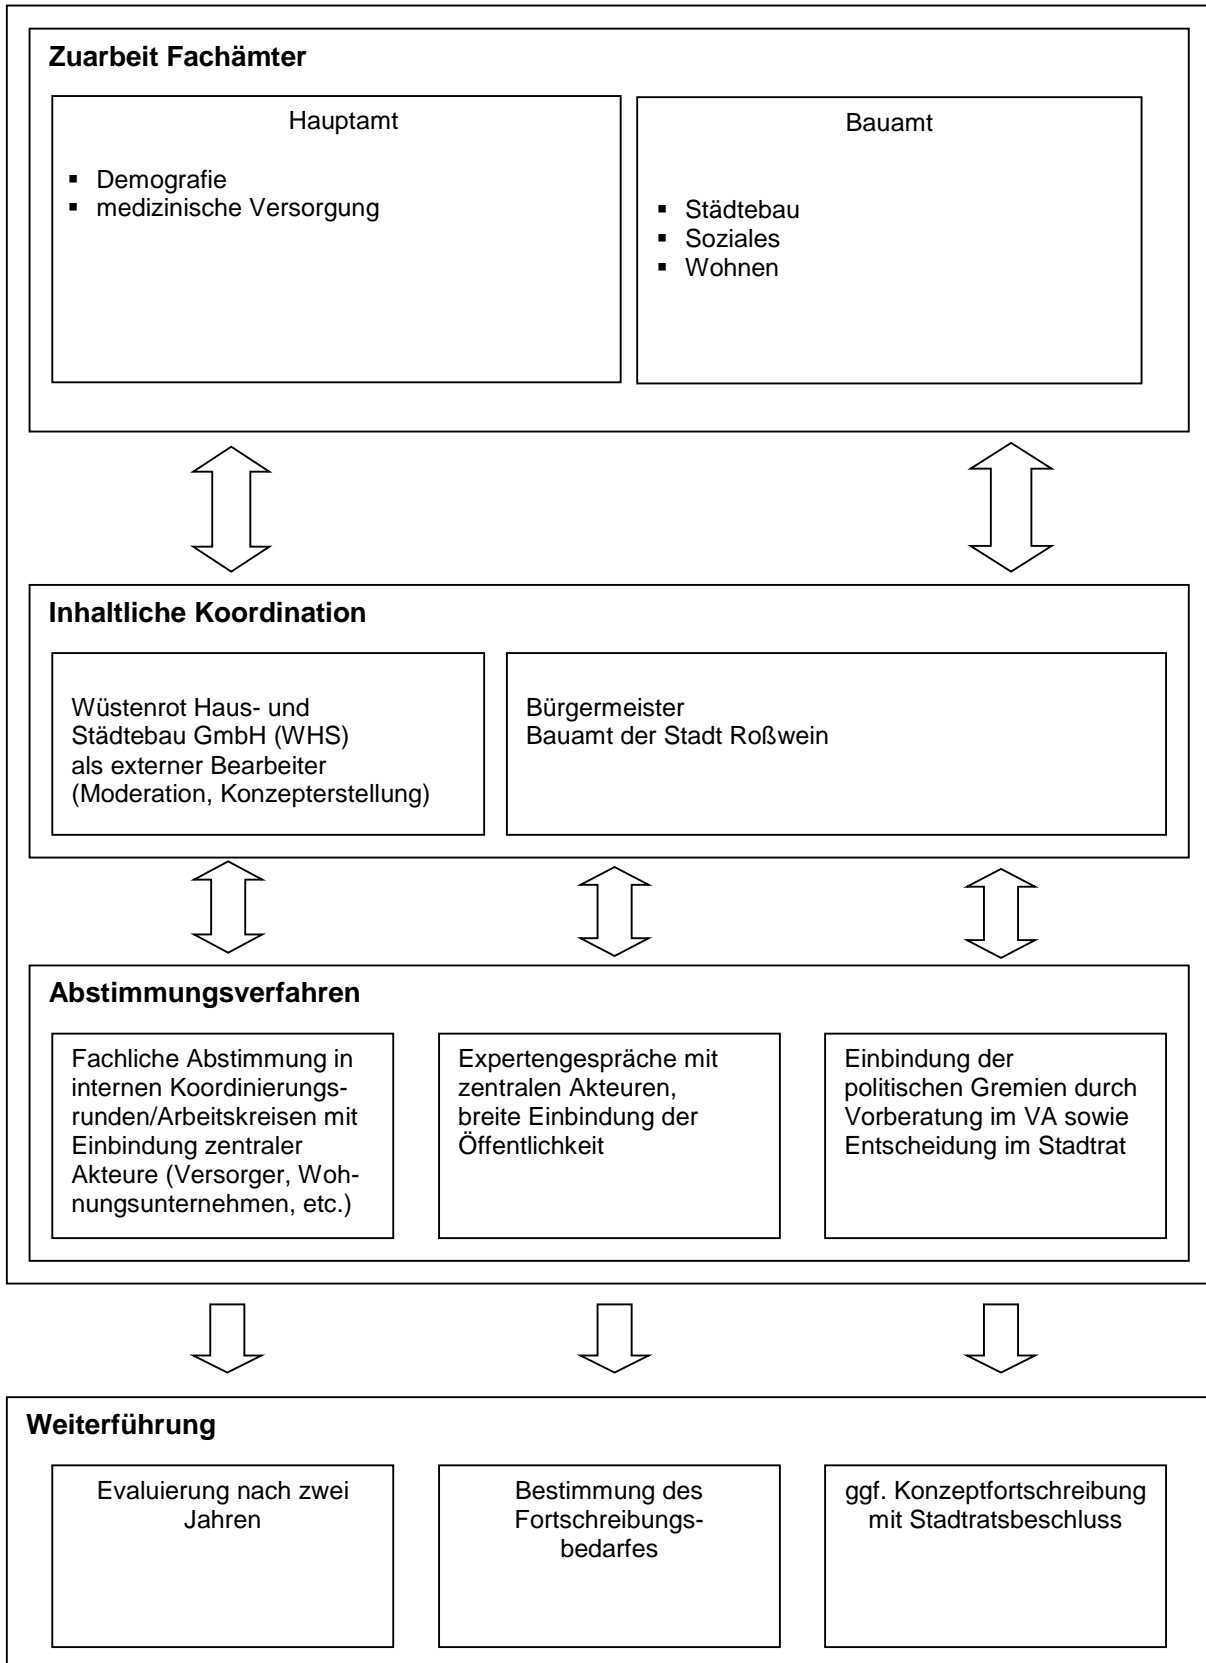 Zuarbeit Fachämter
Hauptamt
▪ Demografie
▪ medizinische Versorgung
Bauamt
▪ Städtebau
▪ Soziales
▪ Wohnen
Inhaltliche Koordination
Wüstenrot Haus- und
Städtebau GmbH (WHS)
als externer Bearbeiter
(Moderation, Konzepterstellung)
Bürgermeister
Bauamt der Stadt Roßwein
Abstimmungsverfahren
Fachliche Abstimmung in
internen Koordinierungs-
runden/Arbeitskreisen mit
Einbindung zentraler
Akteure (Versorger, Woh-
nungsunternehmen, etc.)
Expertengespräche mit
zentralen Akteuren,
breite Einbindung der
Öffentlichkeit
Einbindung der
politischen Gremien durch
Vorberatung im VA sowie
Entscheidung im Stadtrat
Weiterführung
Evaluierung nach zwei
Jahren
Bestimmung des
Fortschreibungs-
bedarfes
ggf. Konzeptfortschreibung
mit Stadtratsbeschluss